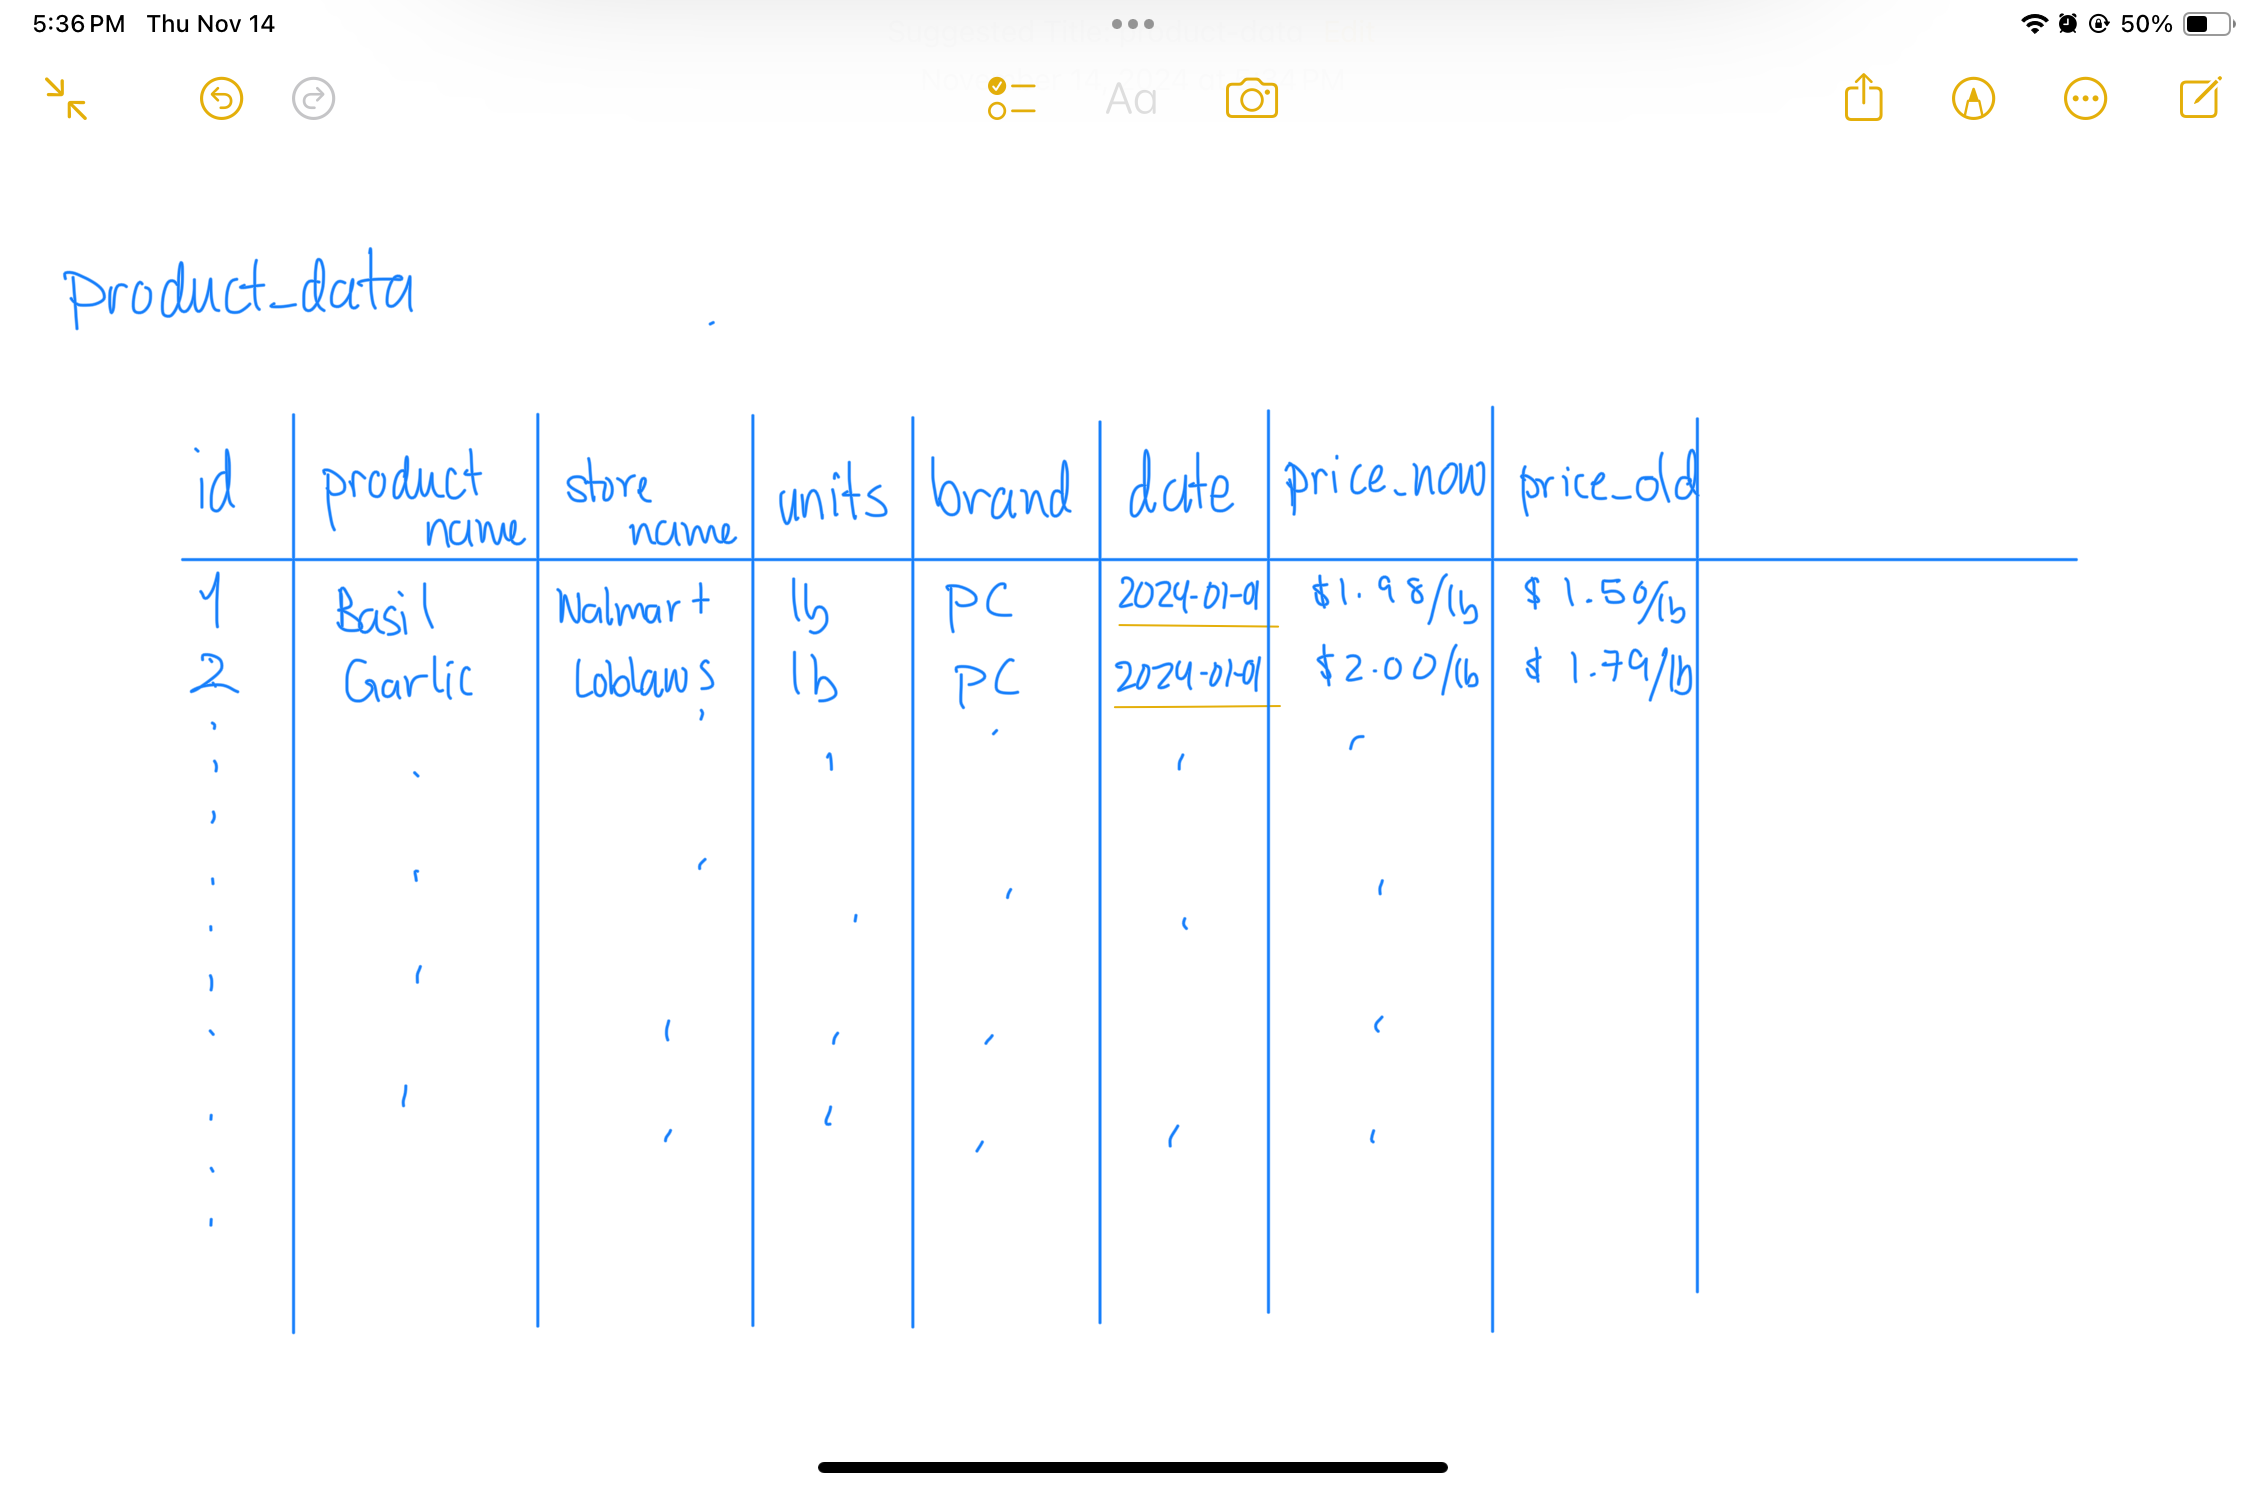 5:36 PM Thu Nov 14
50%
Aa
product_data
id product name store name units brand date price_now price_old
1 Basil Walmart lb PC 2024-01-01 $1.98/lb $1.50/lb
2 Garlic Loblaws lb PC 2024-01-01 $2.00/lb $1.79/lb